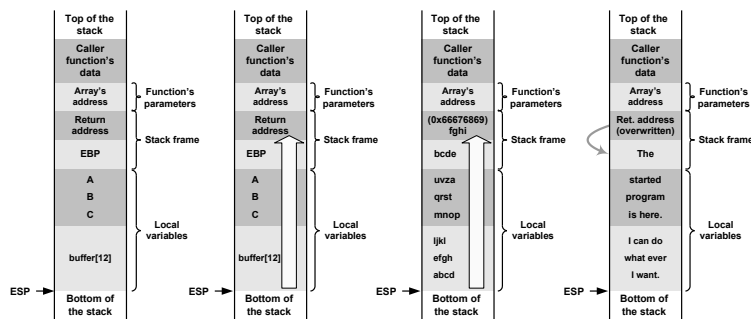 Top of the
stack
Caller
function's
data
Array's
address
Return
address
EBP
A
B
C
buffer[12]
Bottom of
the stack
Function's
parameters
Stack frame
Local
variables
ESP
Top of the
stack
Caller
function's
data
Array's
address
Return
address
EBP
A
B
C
buffer[12]
Bottom of
the stack
Function's
parameters
Stack frame
Local
variables
ESP
Top of the
stack
Caller
function's
data
Array's
address
(0x66676869)
fghi
bcde
uvza
qrst
mnop
ljkl
efgh
abcd
Bottom of
the stack
Function's
parameters
Stack frame
Local
variables
ESP
Top of the
stack
Caller
function's
data
Array's
address
Ret. address
(overwritten)
The
started
program
is here.
I can do
what ever
I want.
Bottom of
the stack
Function's
parameters
Stack frame
Local
variables
ESP